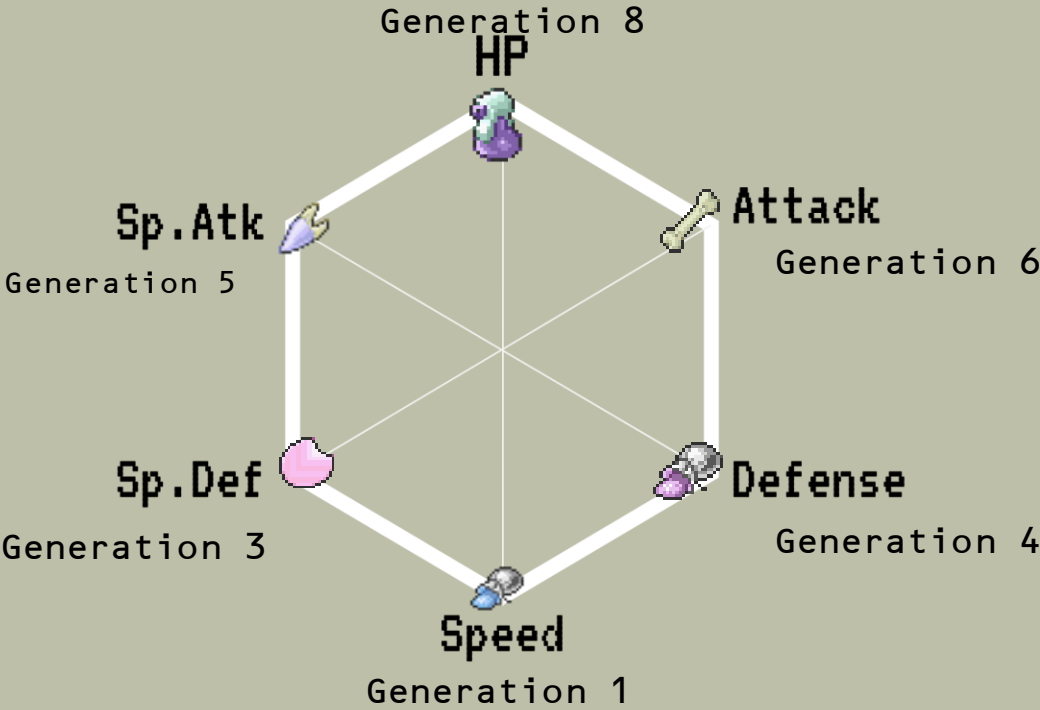 Generation 8
HP
Attack
Sp.Atk
Generation 6
Generation 5
Sp.Def
Defense
Generation 3
Generation 4
Speed
Generation 1